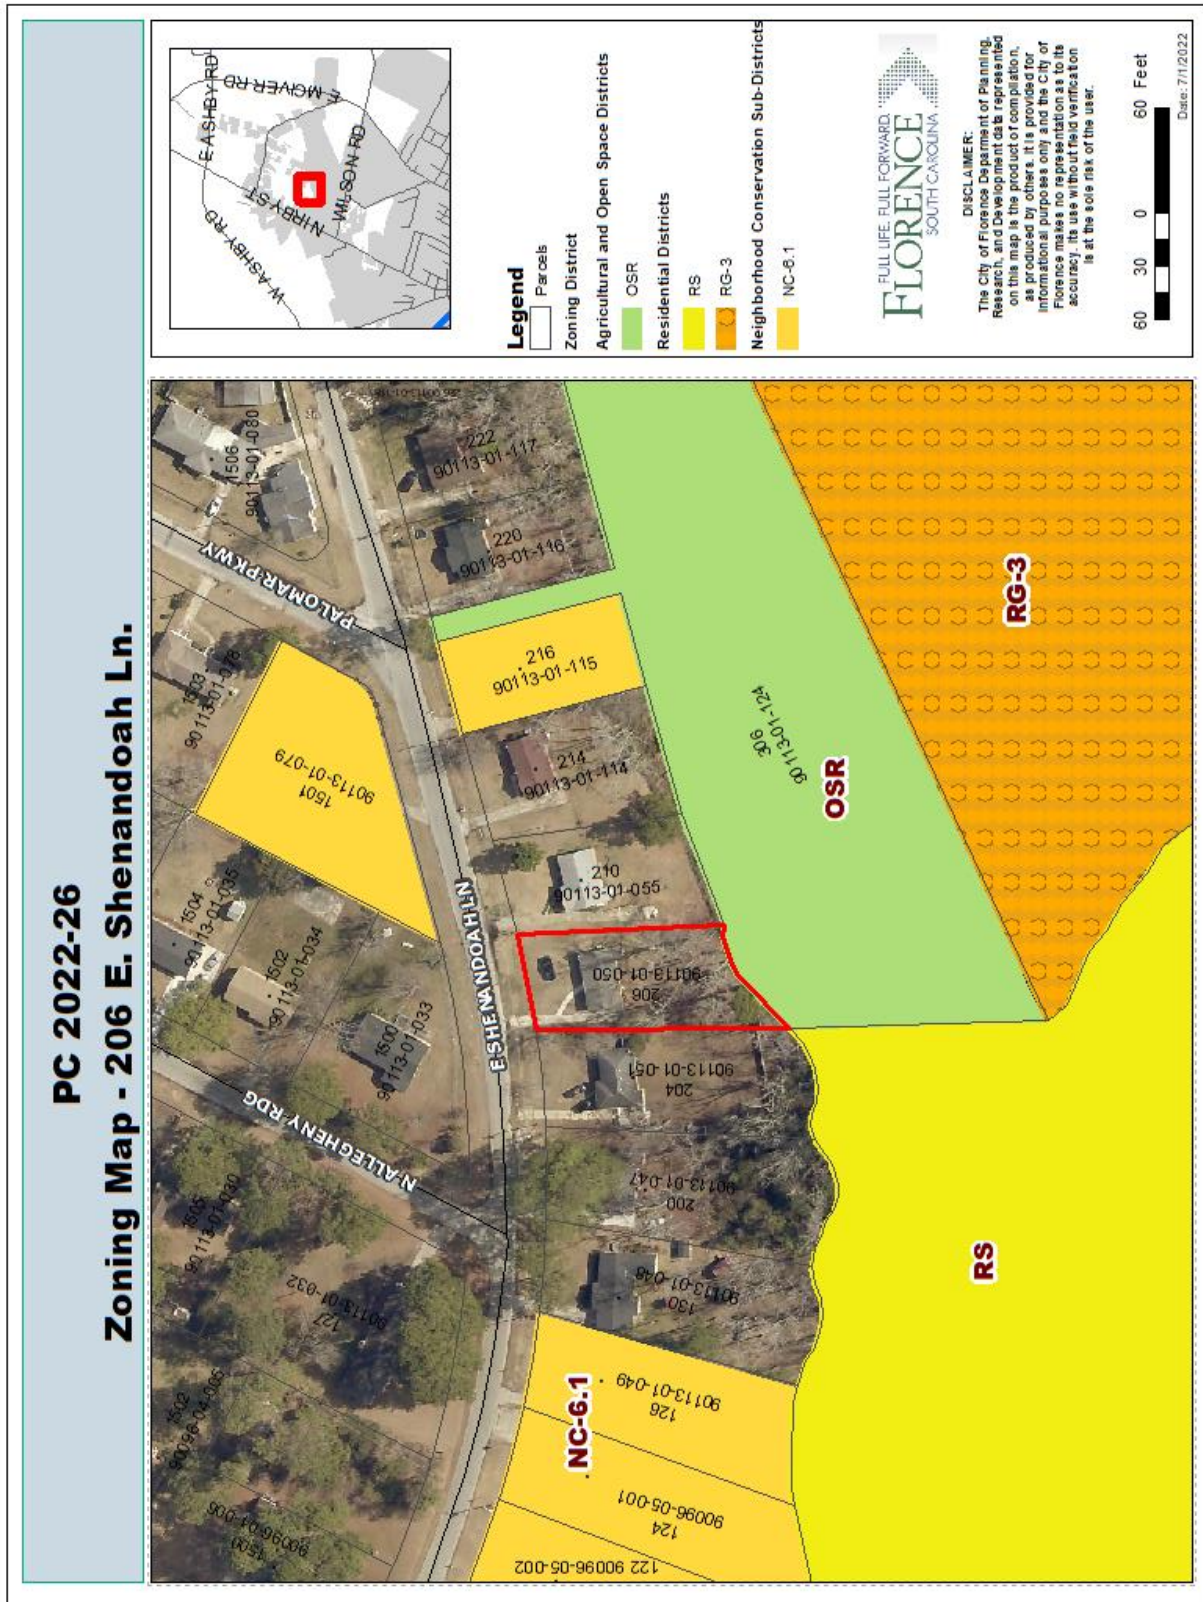 PC 2022-26
Zoning Map - 206 E. Shenandoah Ln.
1500
90096-01-006
1502
90096-04-005
1505
90113-01-030
127
90113-01-032
N ALLEGHENY RDG
1504
90113-01-035
1502
90113-01-034
1500
90113-01-033
1503
90113-01-078
1501
90113-01-079
PALOMAR PKWY
1506
90113-01-080
E SHENANDOAH LN
122 90096-05-002
124
90096-05-001
126
90113-01-049
NC-6.1
130
90113-01-048
200
90113-01-047
204
90113-01-051
206
90113-01-050
210
90113-01-055
214
90113-01-114
216
90113-01-115
220
90113-01-116
222
90113-01-117
306
90113-01-124
OSR
RG-3
RS
E ASHBY RD
W ASHBY RD
N IRBY ST
E MCIVER RD
WILSON RD
Legend
Parcels
Zoning District
Agricultural and Open Space Districts
OSR
Residential Districts
RS
RG-3
Neighborhood Conservation Sub-Districts
NC-6.1
FULL LIFE. FULL FORWARD.
FLORENCE
SOUTH CAROLINA
DISCLAIMER:
The City of Florence Department of Planning,
Research, and Development data represented
on this map is the product of compilation,
as produced by others. It is provided for
informational purposes only and the City of
Florence makes no representation as to its
accuracy. Its use without field verification
is at the sole risk of the user.
60 30 0 60 Feet
Date: 7/1/2022